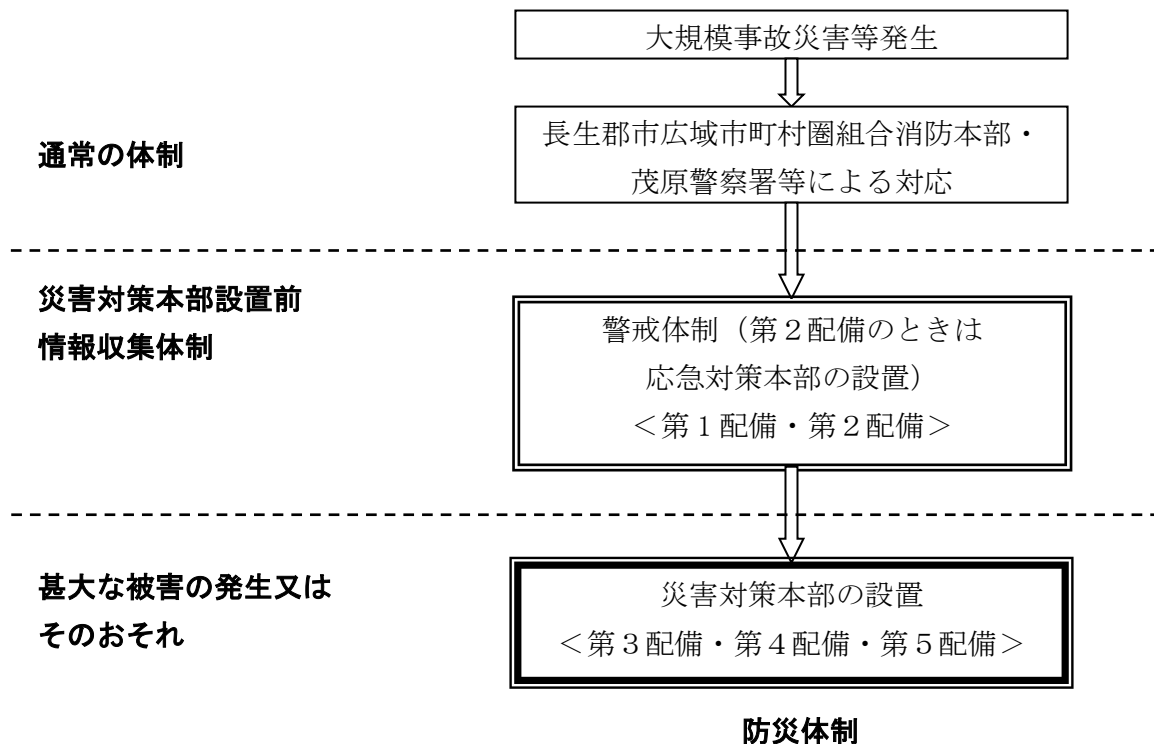 大規模事故災害等発生
通常の体制
長生郡市広域市町村圏組合消防本部・
茂原警察署等による対応
災害対策本部設置前
情報収集体制
警戒体制（第２配備のときは
応急対策本部の設置）
＜第１配備・第２配備＞
甚大な被害の発生又は
そのおそれ
災害対策本部の設置
＜第３配備・第４配備・第５配備＞
防災体制